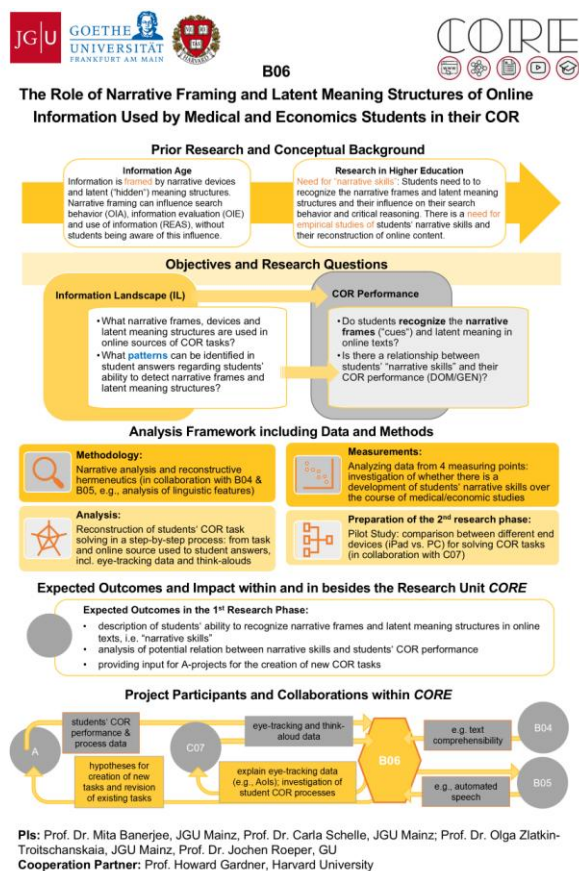 JG|U
GOETHE
UNIVERSITÄT
FRANKFURT AM MAIN
HARVARD
CORE
B06
The Role of Narrative Framing and Latent Meaning Structures of Online
Information Used by Medical and Economics Students in their COR
Prior Research and Conceptual Background
Information Age
Information is framed by narrative devices
and latent ("hidden") meaning structures.
Narrative framing can influence search
behavior (OIA), information evaluation (OIE)
and use of information (REAS), without
students being aware of this influence.
Research in Higher Education
Need for "narrative skills": Students need to to
recognize the narrative frames and latent meaning
structures and their influence on their search
behavior and critical reasoning. There is a need for
empirical studies of students' narrative skills and
their reconstruction of online content.
Objectives and Research Questions
Information Landscape (IL)
•What narrative frames, devices and
latent meaning structures are used in
online sources of COR tasks?
•What patterns can be identified in
student answers regarding students'
ability to detect narrative frames and
latent meaning structures?
COR Performance
•Do students recognize the narrative
frames ("cues") and latent meaning in
online texts?
•Is there a relationship between
students' "narrative skills" and their
COR performance (DOM/GEN)?
Analysis Framework including Data and Methods
Methodology:
Narrative analysis and reconstructive
hermeneutics (in collaboration with B04 &
B05, e.g., analysis of linguistic features)
Measurements:
Analyzing data from 4 measuring points:
investigation of whether there is a
development of students' narrative skills over
the course of medical/economic studies
Analysis:
Reconstruction of students' COR task
solving in a step-by-step process: from task
and online source used to student answers,
incl. eye-tracking data and think-alouds
Preparation of the 2nd research phase:
Pilot Study: comparison between different end
devices (iPad vs. PC) for solving COR tasks
(in collaboration with C07)
Expected Outcomes and Impact within and in besides the Research Unit CORE
Expected Outcomes in the 1st Research Phase:
• description of students' ability to recognize narrative frames and latent meaning structures in online
texts, i.e. "narrative skills"
• analysis of potential relation between narrative skills and students' COR performance
• providing input for A-projects for the creation of new COR tasks
Project Participants and Collaborations within CORE
A
students' COR
performance &
process data
hypotheses for
creation of new
tasks and revision
of existing tasks
C07
eye-tracking and think-
aloud data
explain eye-tracking data
(e.g., AoIs); investigation of
student COR processes
B06
e.g. text
comprehensibility
B04
e.g., automated
speech
B05
PIs: Prof. Dr. Mita Banerjee, JGU Mainz, Prof. Dr. Carla Schelle, JGU Mainz; Prof. Dr. Olga Zlatkin-
Troitschanskaia, JGU Mainz, Prof. Dr. Jochen Roeper, GU
Cooperation Partner: Prof. Howard Gardner, Harvard University